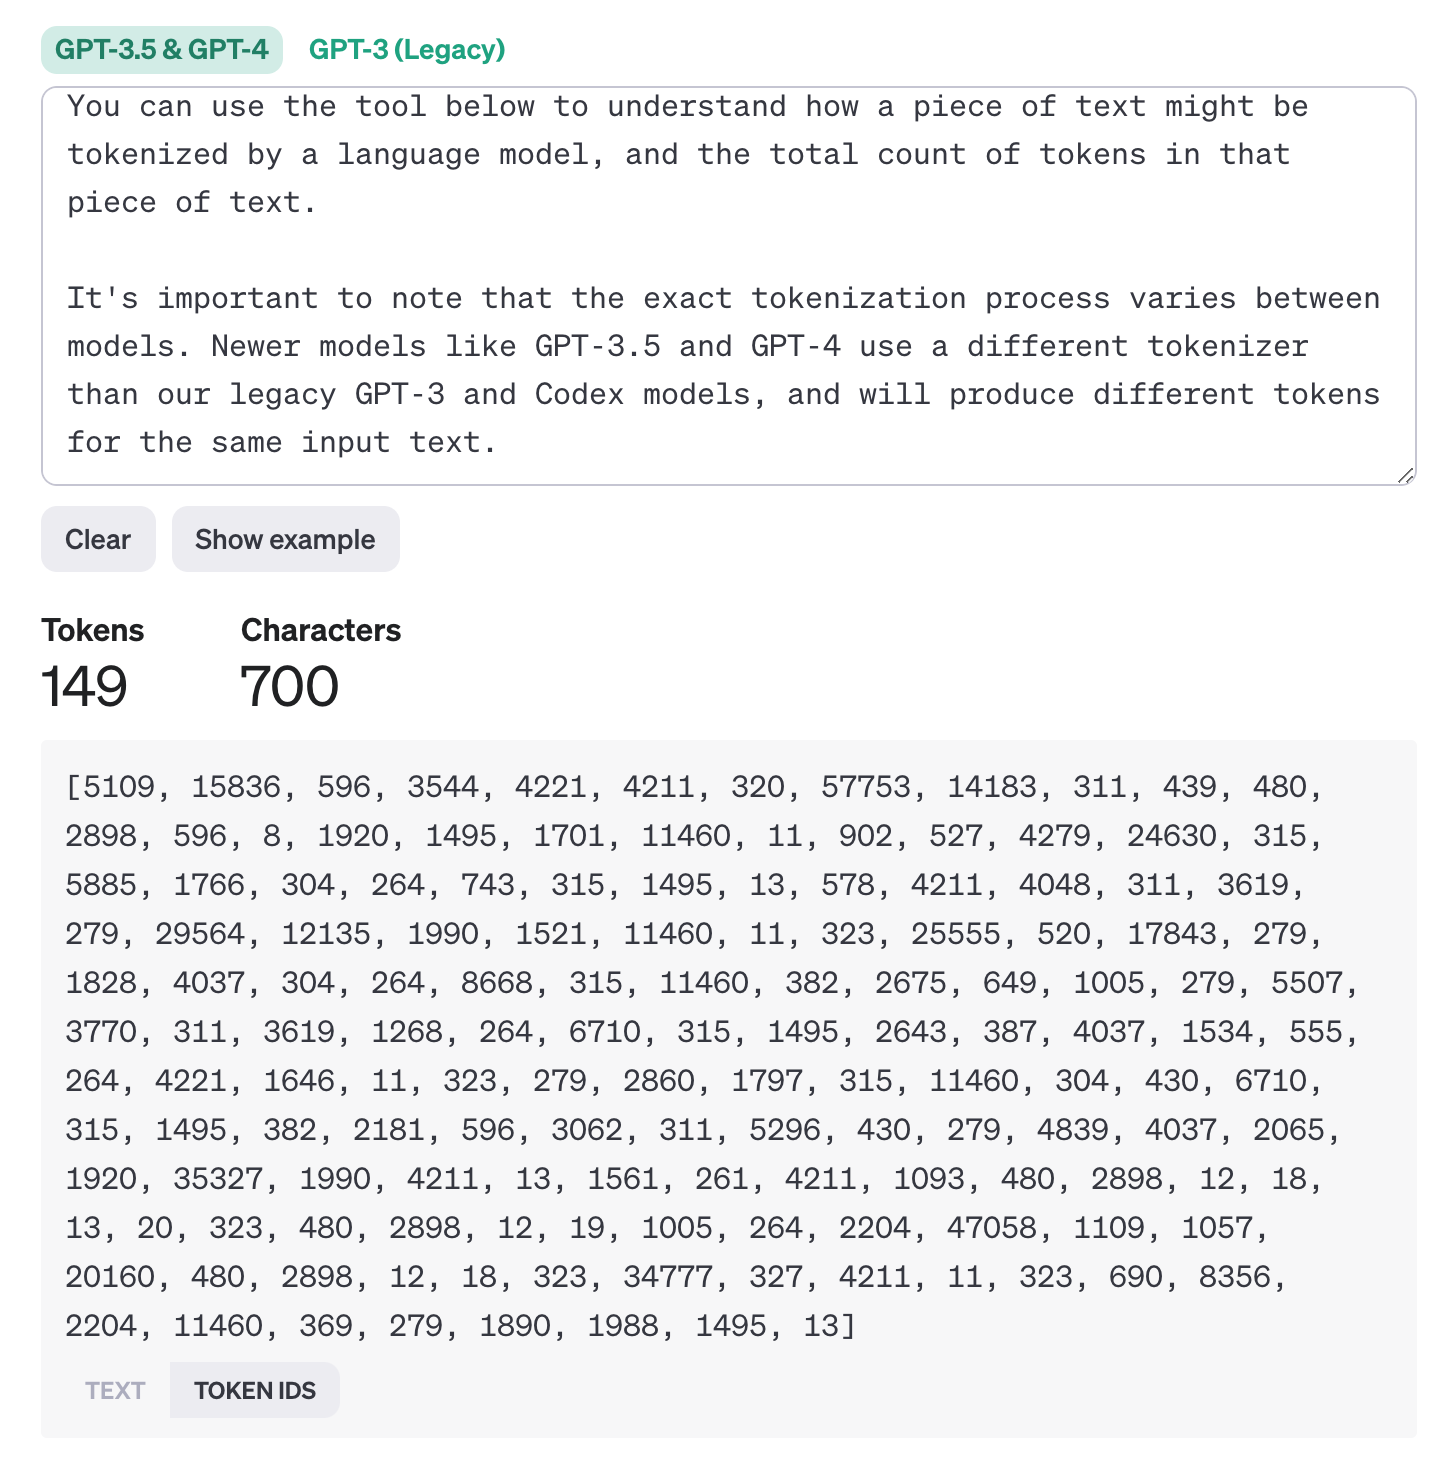 GPT-3.5 & GPT-4 GPT-3 (Legacy)
You can use the tool below to understand how a piece of text might be
tokenized by a language model, and the total count of tokens in that
piece of text.
It's important to note that the exact tokenization process varies between
models. Newer models like GPT-3.5 and GPT-4 use a different tokenizer
than our legacy GPT-3 and Codex models, and will produce different tokens
for the same input text.
Clear Show example
Tokens Characters
149 700
[5109, 15836, 596, 3544, 4221, 4211, 320, 57753, 14183, 311, 439, 480,
2898, 596, 8, 1920, 1495, 1701, 11460, 11, 902, 527, 4279, 24630, 315,
5885, 1766, 304, 264, 743, 315, 1495, 13, 578, 4211, 4048, 311, 3619,
279, 29564, 12135, 1990, 1521, 11460, 11, 323, 25555, 520, 17843, 279,
1828, 4037, 304, 264, 8668, 315, 11460, 382, 2675, 649, 1005, 279, 5507,
3770, 311, 3619, 1268, 264, 6710, 315, 1495, 2643, 387, 4037, 1534, 555,
264, 4221, 1646, 11, 323, 279, 2860, 1797, 315, 11460, 304, 430, 6710,
315, 1495, 382, 2181, 596, 3062, 311, 5296, 430, 279, 4839, 4037, 2065,
1920, 35327, 1990, 4211, 13, 1561, 261, 4211, 1093, 480, 2898, 12, 18,
13, 20, 323, 480, 2898, 12, 19, 1005, 264, 2204, 47058, 1109, 1057,
20160, 480, 2898, 12, 18, 323, 34777, 327, 4211, 11, 323, 690, 8356,
2204, 11460, 369, 279, 1890, 1988, 1495, 13]
TEXT TOKEN IDS